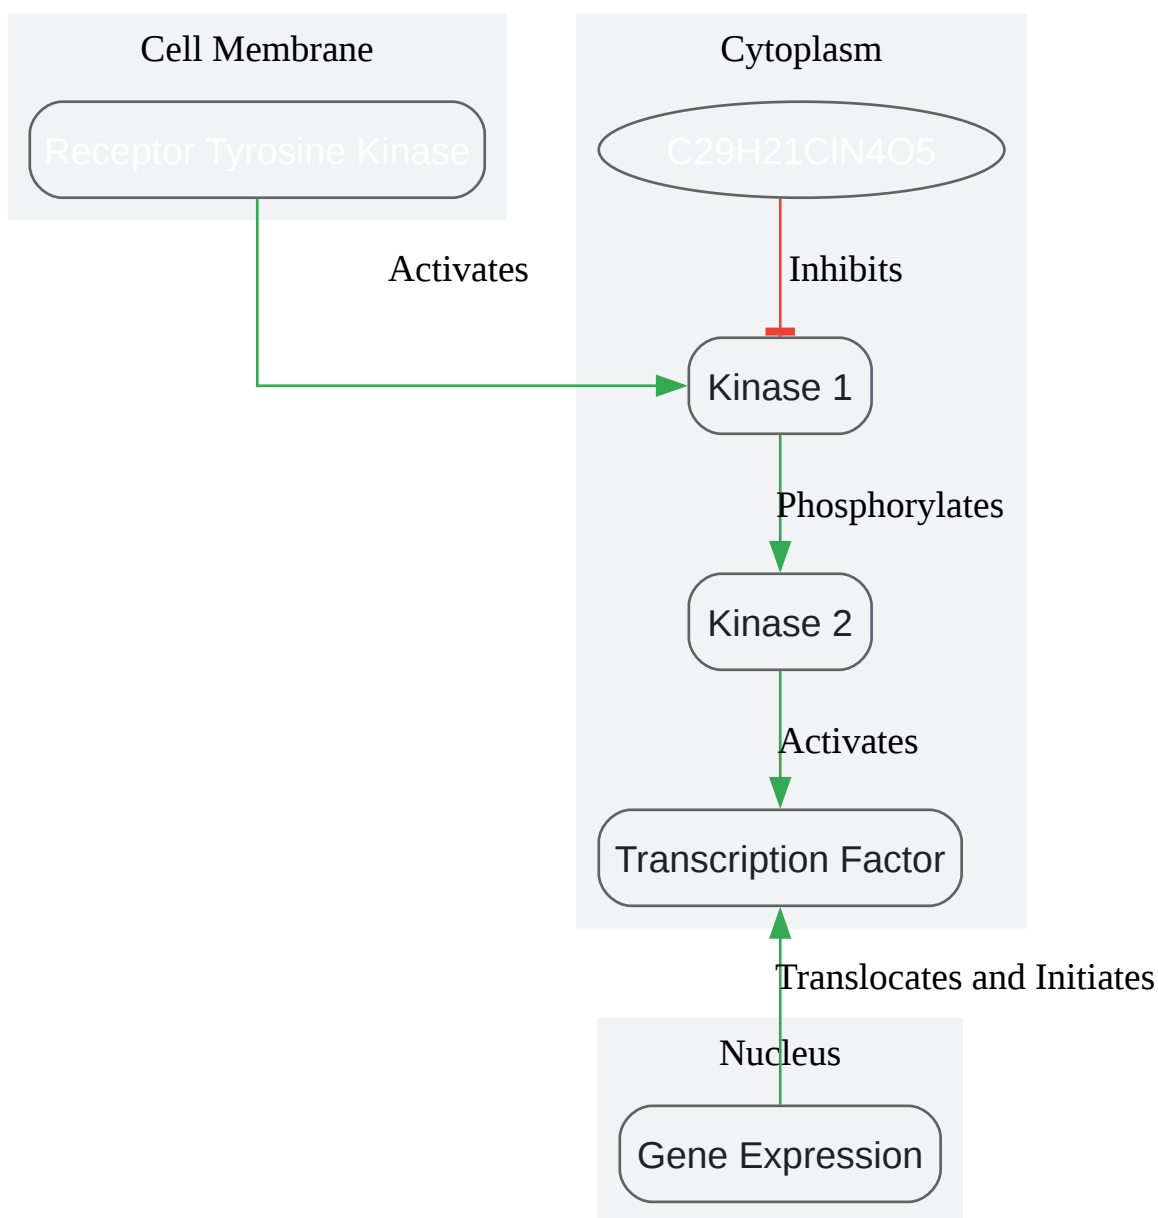 Cell Membrane
Cytoplasm
Receptor Tyrosine Kinase
C29H21ClN4O5
Activates
Inhibits
Kinase 1
Phosphorylates
Kinase 2
Activates
Transcription Factor
Translocates and Initiates
Nucleus
Gene Expression